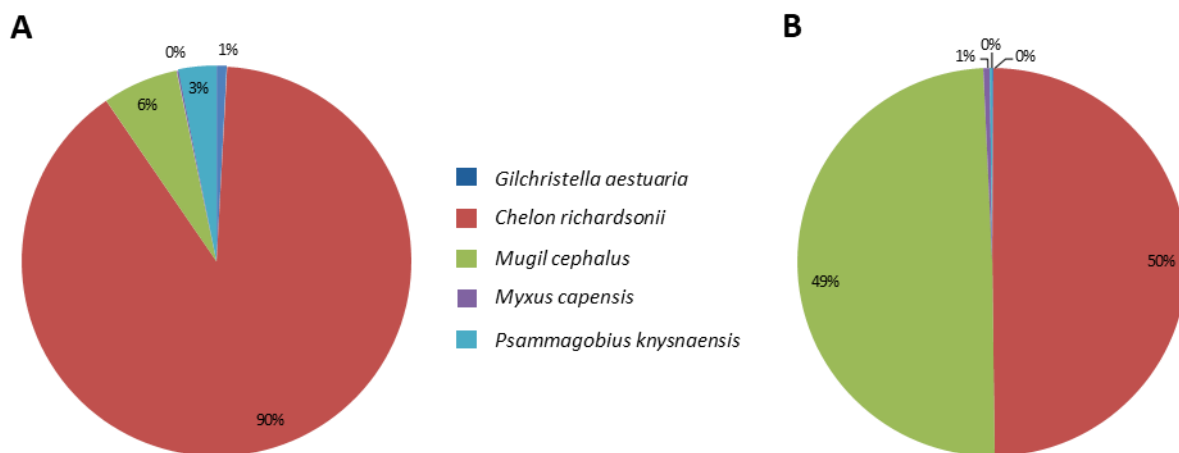 A
B
0%
1%
3%
6%
90%
Gilchristella aestuaria
Chelon richardsonii
Mugil cephalus
Myxus capensis
Psammagobius knysnaensis
0%
1%
0%
49%
50%